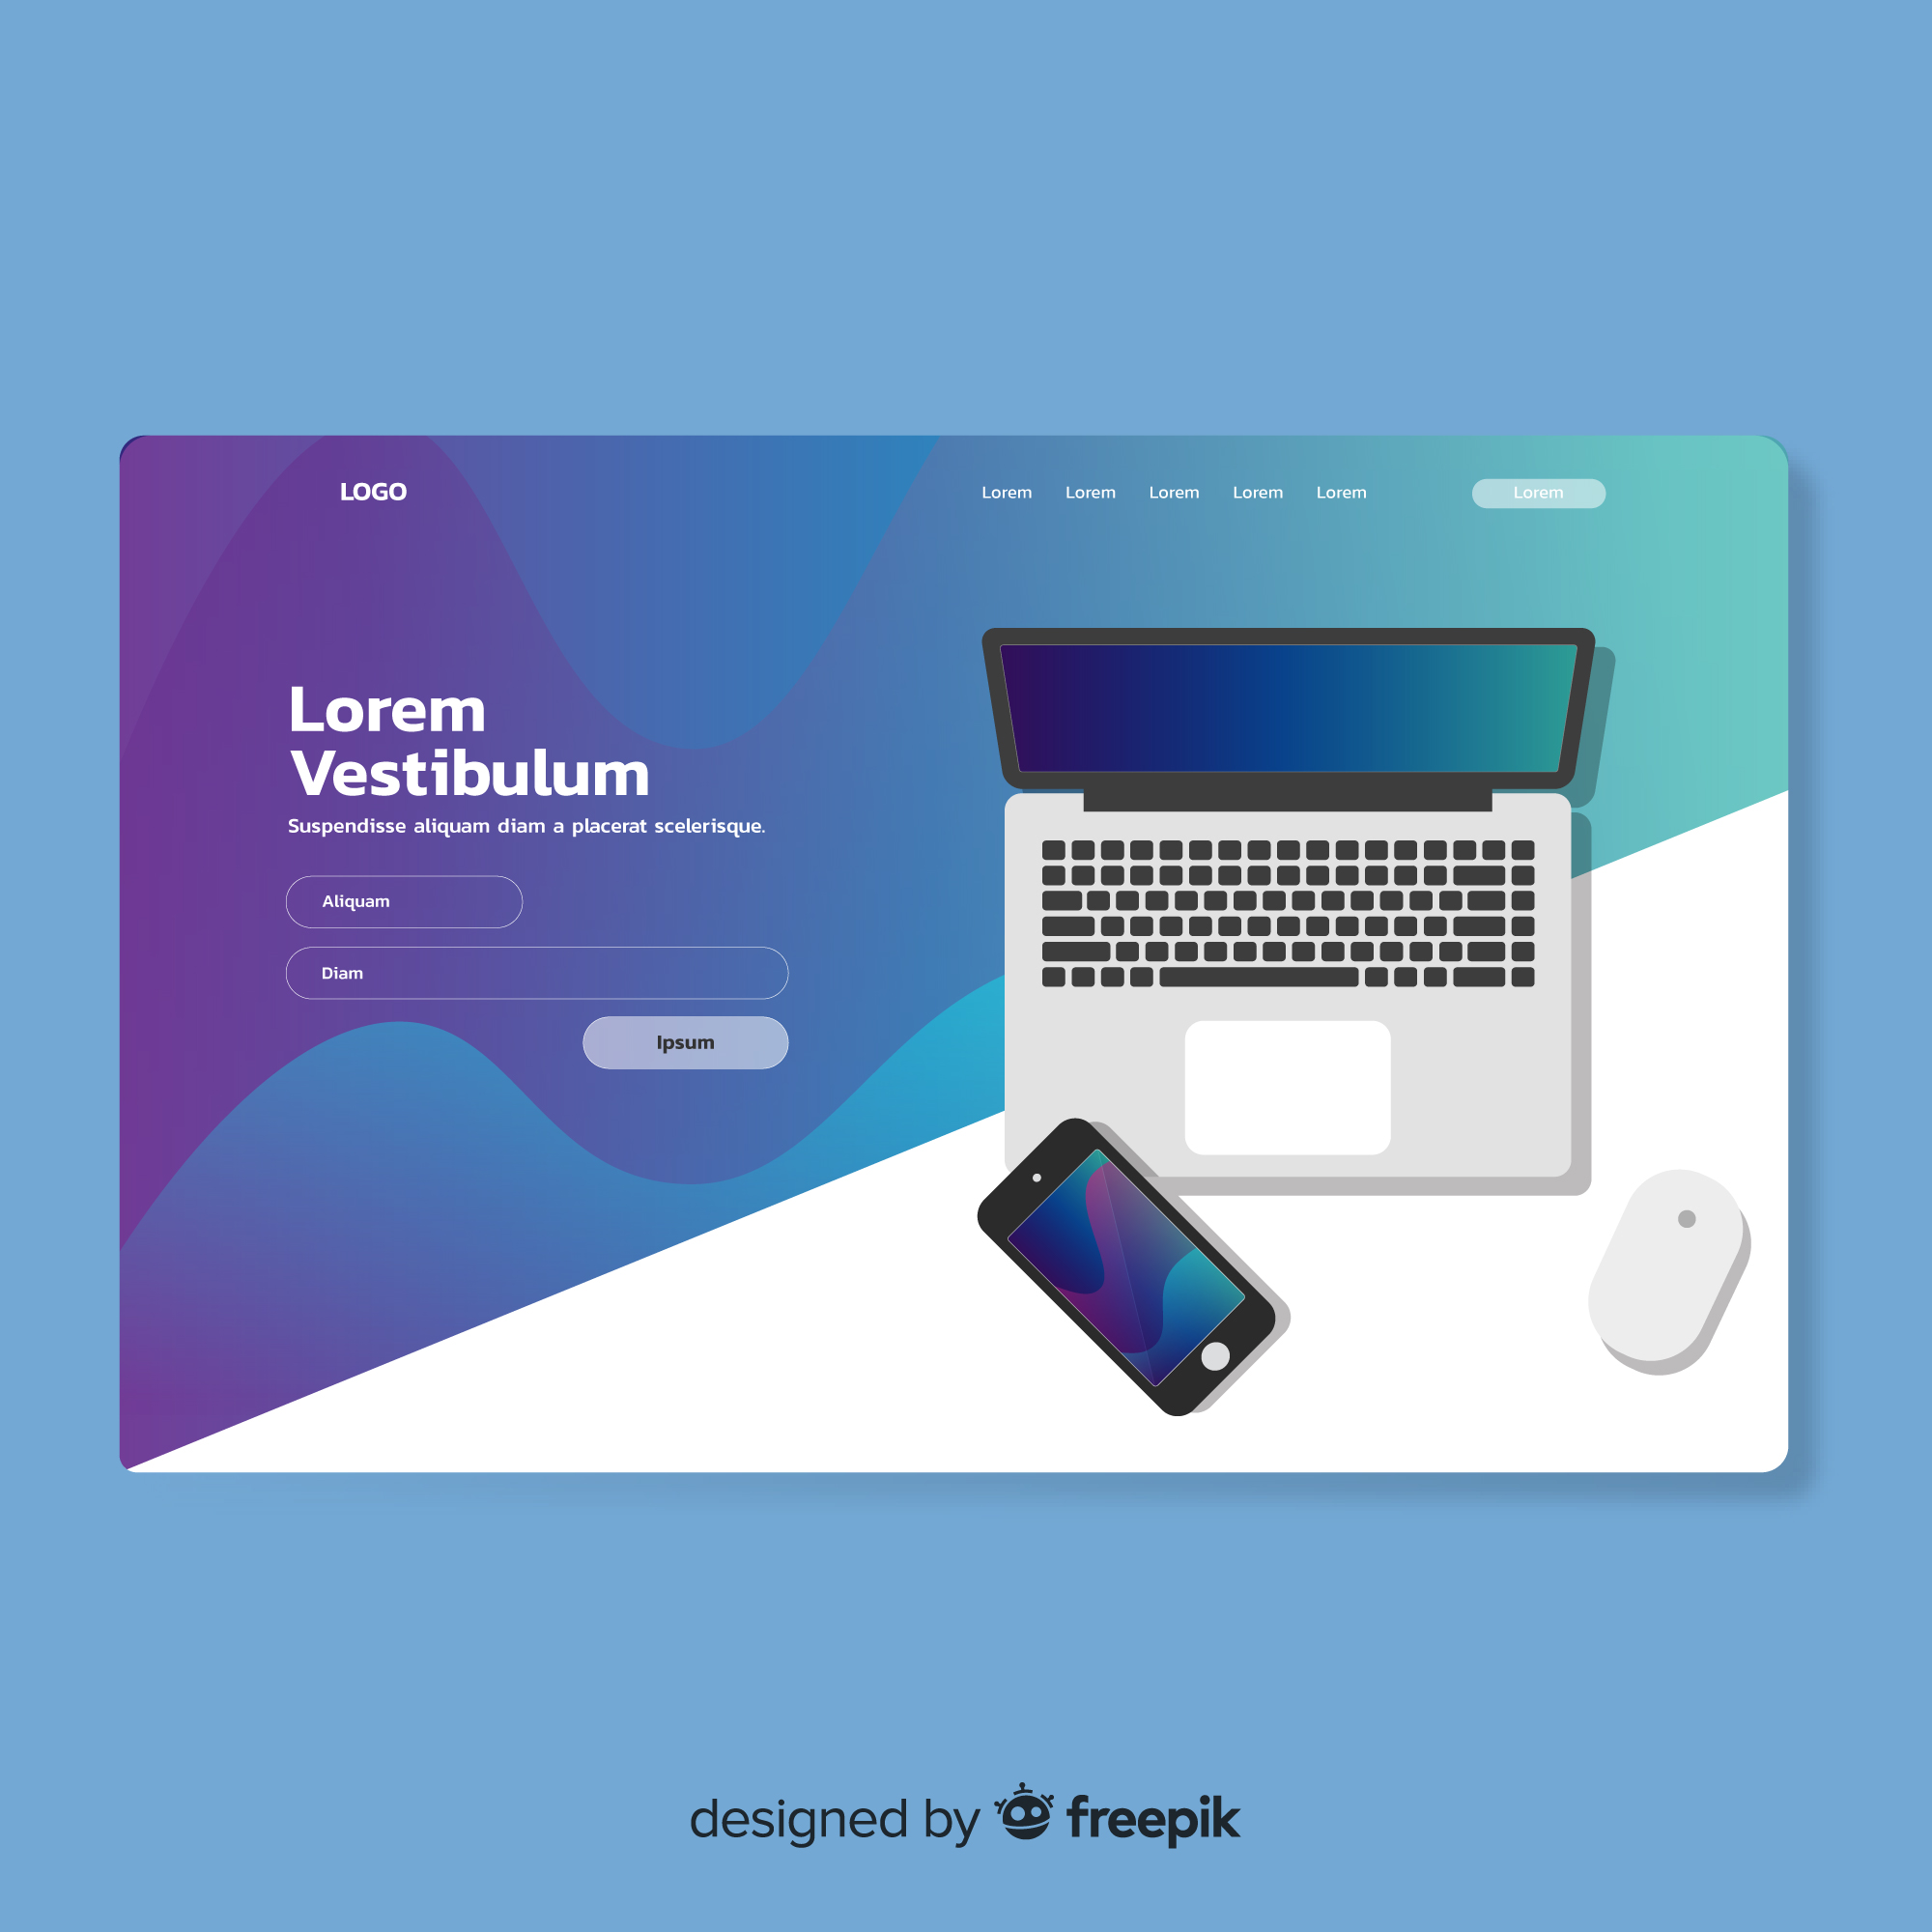 LOGO
Lorem Lorem Lorem Lorem Lorem Lorem
Lorem
Vestibulum
Suspendisse aliquam diam a placerat scelerisque.
Aliquam
Diam
Ipsum
designed by freepik